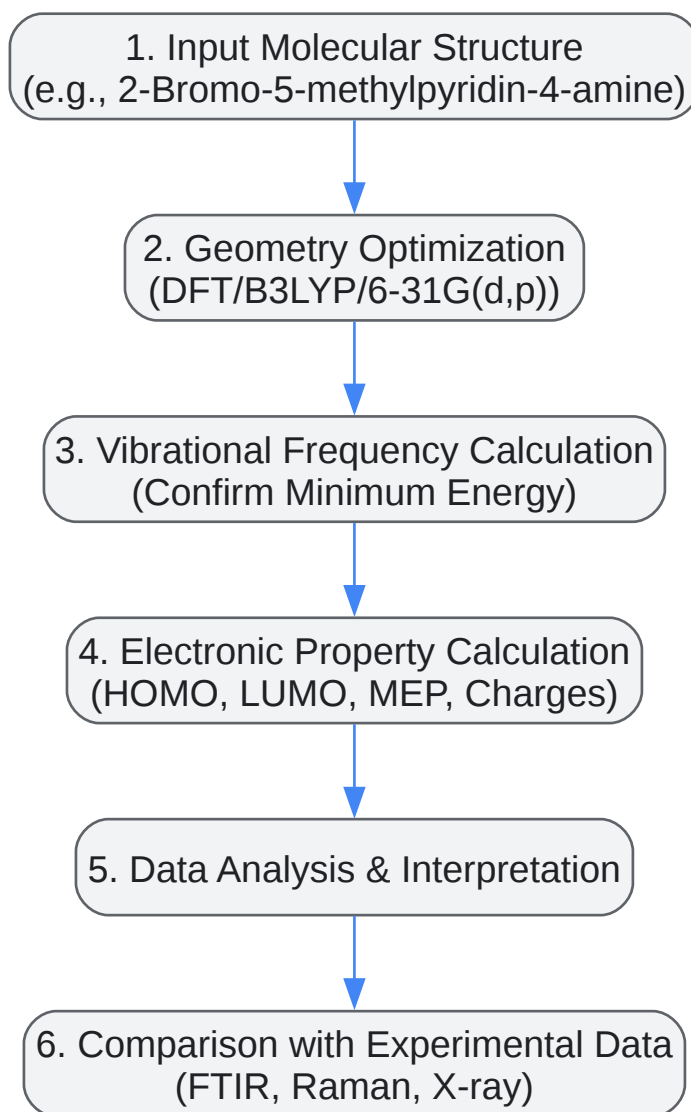 1. Input Molecular Structure
(e.g., 2-Bromo-5-methylpyridin-4-amine)
2. Geometry Optimization
(DFT/B3LYP/6-31G(d,p))
3. Vibrational Frequency Calculation
(Confirm Minimum Energy)
4. Electronic Property Calculation
(HOMO, LUMO, MEP, Charges)
5. Data Analysis & Interpretation
6. Comparison with Experimental Data
(FTIR, Raman, X-ray)